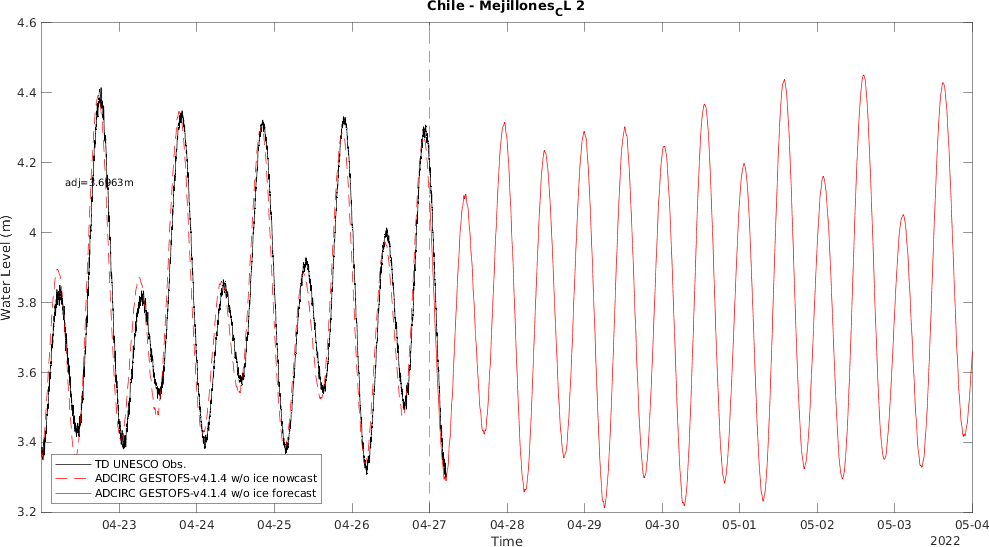 Chile - Mejillones_CL 2
4.6
4.4
4.2
4
3.8
3.6
3.4
3.2
Water Level (m)
adj=3.6963m
TD UNESCO Obs.
ADCIRC GESTOFS-v4.1.4 w/o ice nowcast
ADCIRC GESTOFS-v4.1.4 w/o ice forecast
04-23 04-24 04-25 04-26 04-27 04-28 04-29 04-30 05-01 05-02 05-03 05-04
Time
2022